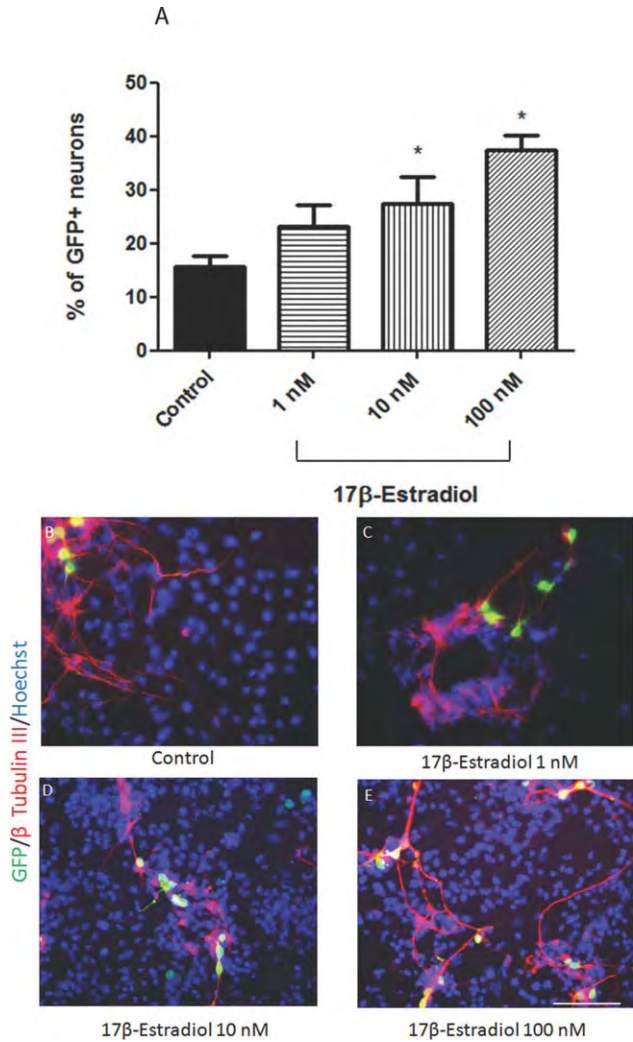 A
% of GFP+ neurons
50
40
30
20
10
0
*
*
Control
1 nM
10 nM
100 nM
17β-Estradiol
GFP/β Tubulin III/Hoechst
B
C
Control
17β-Estradiol 1 nM
D
E
17β-Estradiol 10 nM
17β-Estradiol 100 nM